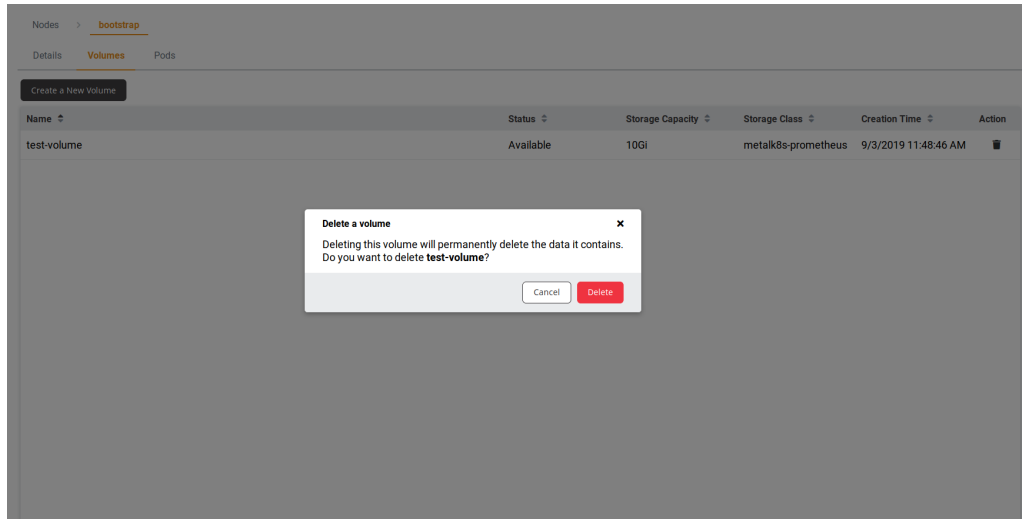 Nodes > bootstrap
Details Volumes Pods
Create a New Volume
Name Status Storage Capacity Storage Class Creation Time Action
test-volume Available 10Gi metalk8s-prometheus 9/3/2019 11:48:46 AM
Delete a volume
Deleting this volume will permanently delete the data it contains.
Do you want to delete test-volume?
Cancel Delete